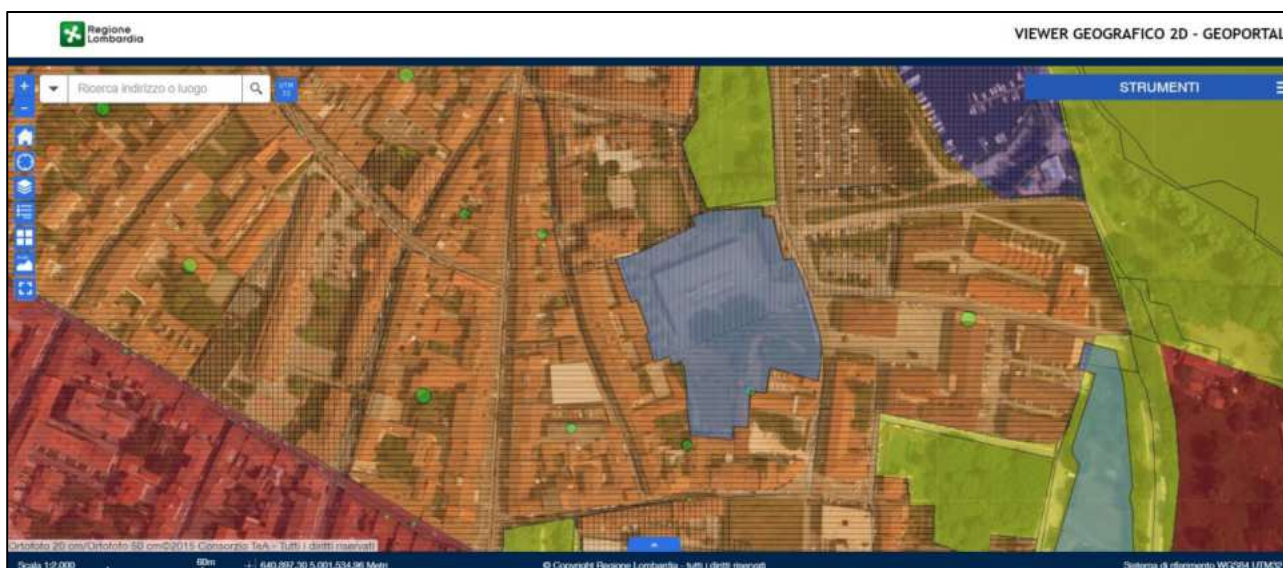 Regione
Lombardia
VIEWER GEOGRAFICO 2D - GEOPORTAL
Ricerca indirizzo o luogo
UTM
32
STRUMENTI
Ortofoto 20 cm/Ortofoto 50 cm©2015 Consorzio TeA - Tutti i diritti riservati
Scala 1:2,000
60m
640,897.30 5,001,534.96 Metri
© Copyright Regione Lombardia - tutti i diritti riservati
Sistema di riferimento WGS84 UTM32